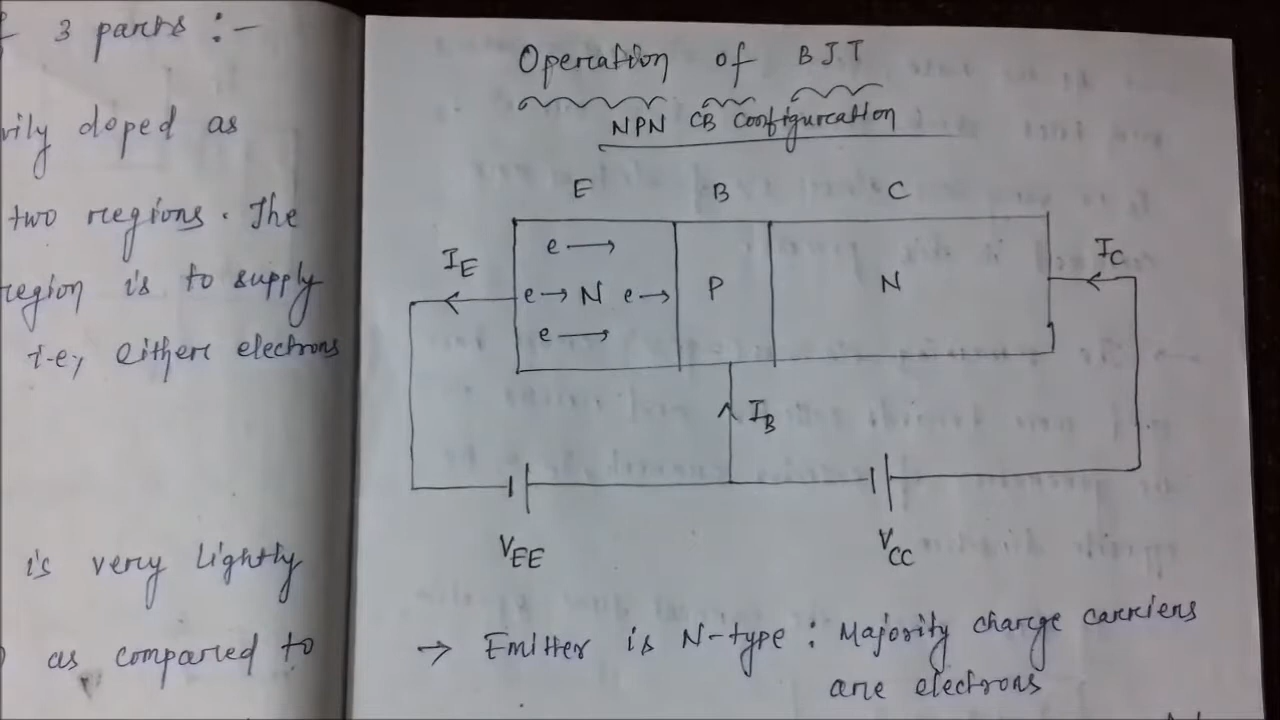 3 parts :-
doped as
two regions. The
region is to supply
i.e, either electrons
is very lightly
as compared to
Operation of BJT
NPN CB Configuration
E B C
IE e → IC
e → N e → P N
e →
IB
VEE VCC
→ Emitter is N-type : Majority charge carriers
are electrons